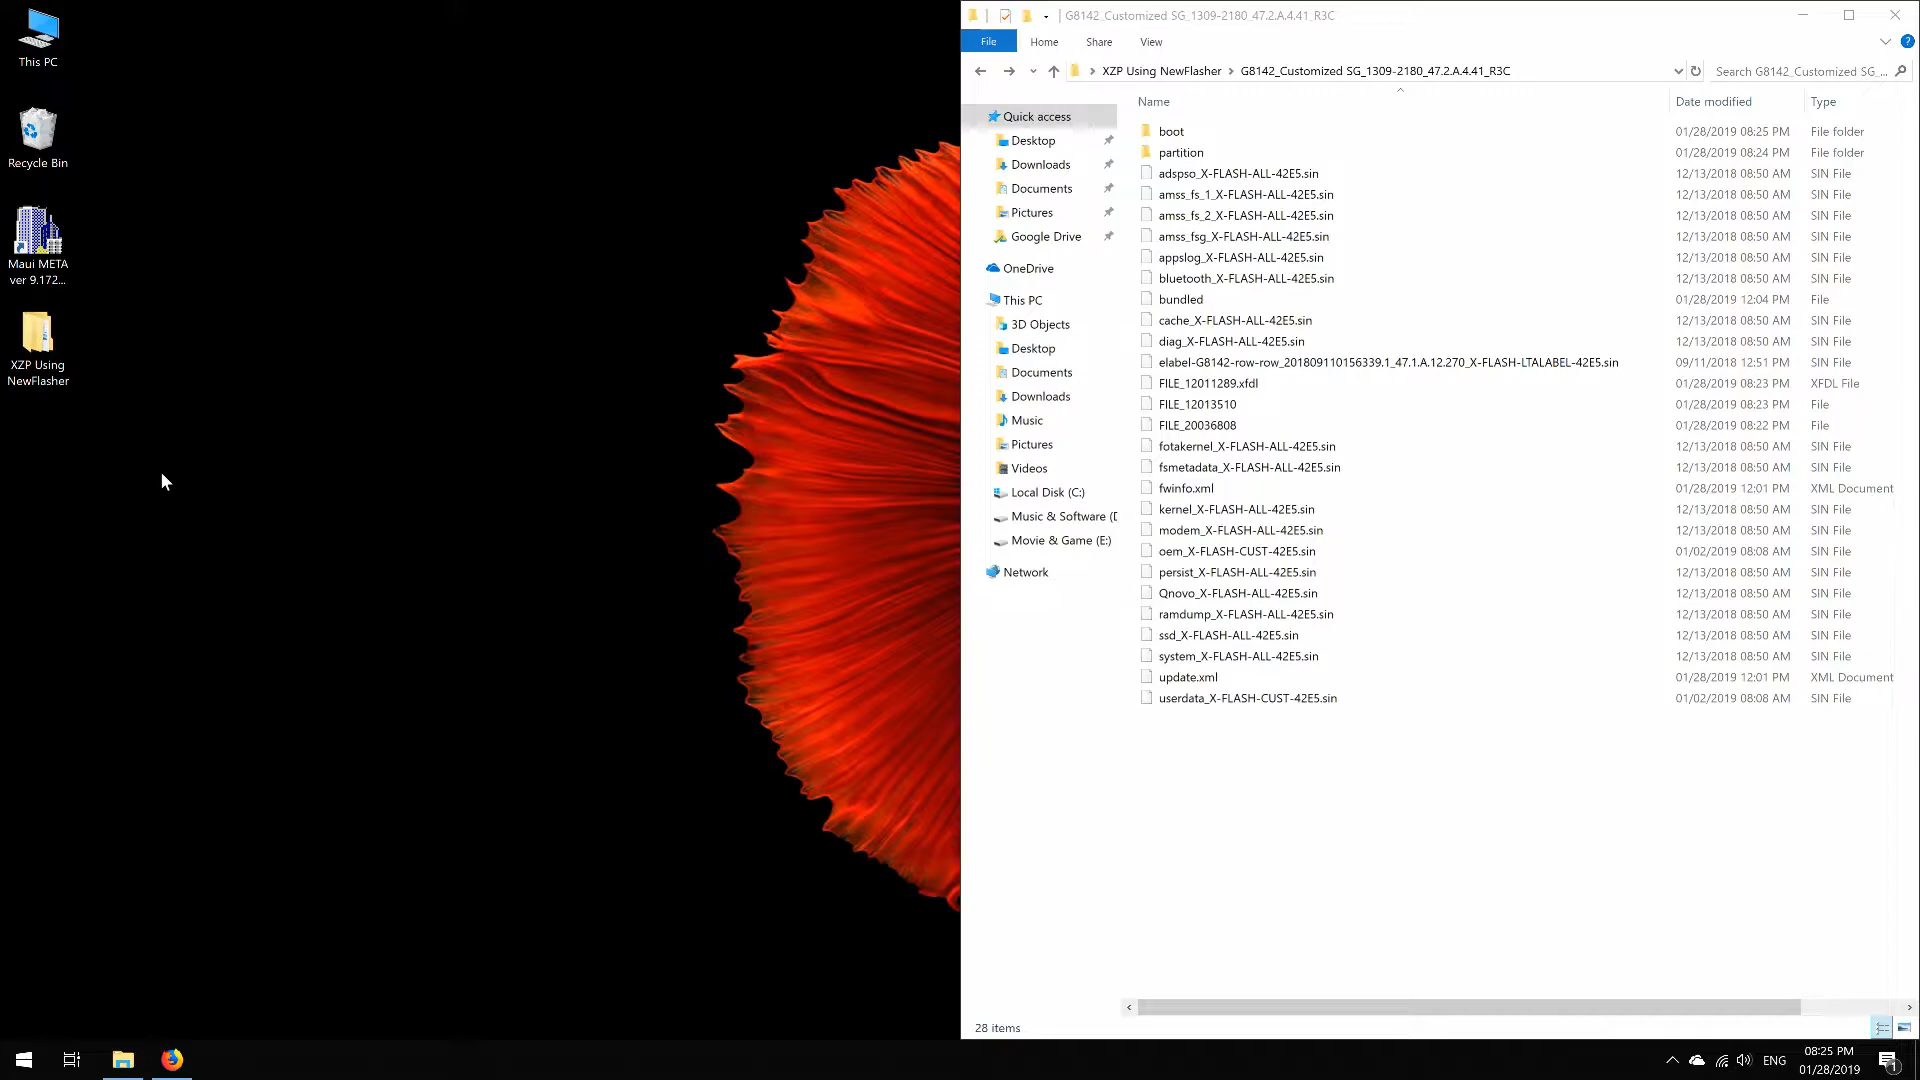 This PC
Recycle Bin
Maui META
ver 9.172...
XZP Using
NewFlasher
G8142_Customized SG_1309-2180_47.2.A.4.41_R3C
File Home Share View
XZP Using NewFlasher G8142_Customized SG_1309-2180_47.2.A.4.41_R3C Search G8142_Customized SG_...
Quick access
Desktop
Downloads
Documents
Pictures
Google Drive
OneDrive
This PC
3D Objects
Desktop
Documents
Downloads
Music
Pictures
Videos
Local Disk (C:)
Music & Software (D
Movie & Game (E:)
Network
Name Date modified Type
boot 01/28/2019 08:25 PM File folder
partition 01/28/2019 08:24 PM File folder
adspso_X-FLASH-ALL-42E5.sin 12/13/2018 08:50 AM SIN File
amss_fs_1_X-FLASH-ALL-42E5.sin 12/13/2018 08:50 AM SIN File
amss_fs_2_X-FLASH-ALL-42E5.sin 12/13/2018 08:50 AM SIN File
amss_fsg_X-FLASH-ALL-42E5.sin 12/13/2018 08:50 AM SIN File
appslog_X-FLASH-ALL-42E5.sin 12/13/2018 08:50 AM SIN File
bluetooth_X-FLASH-ALL-42E5.sin 12/13/2018 08:50 AM SIN File
bundled 01/28/2019 12:04 PM File
cache_X-FLASH-ALL-42E5.sin 12/13/2018 08:50 AM SIN File
diag_X-FLASH-ALL-42E5.sin 12/13/2018 08:50 AM SIN File
elabel-G8142-row-row_201809110156339.1_47.1.A.12.270_X-FLASH-LTALABEL-42E5.sin 09/11/2018 12:51 PM SIN File
FILE_12011289.xfdl 01/28/2019 08:23 PM XFDL File
FILE_12013510 01/28/2019 08:23 PM File
FILE_20036808 01/28/2019 08:22 PM File
fotakernel_X-FLASH-ALL-42E5.sin 12/13/2018 08:50 AM SIN File
fsmetadata_X-FLASH-ALL-42E5.sin 12/13/2018 08:50 AM SIN File
fwinfo.xml 01/28/2019 12:01 PM XML Document
kernel_X-FLASH-ALL-42E5.sin 12/13/2018 08:50 AM SIN File
modem_X-FLASH-ALL-42E5.sin 12/13/2018 08:50 AM SIN File
oem_X-FLASH-CUST-42E5.sin 01/02/2019 08:08 AM SIN File
persist_X-FLASH-ALL-42E5.sin 12/13/2018 08:50 AM SIN File
Qnovo_X-FLASH-ALL-42E5.sin 12/13/2018 08:50 AM SIN File
ramdump_X-FLASH-ALL-42E5.sin 12/13/2018 08:50 AM SIN File
ssd_X-FLASH-ALL-42E5.sin 12/13/2018 08:50 AM SIN File
system_X-FLASH-ALL-42E5.sin 12/13/2018 08:50 AM SIN File
update.xml 01/28/2019 12:01 PM XML Document
userdata_X-FLASH-CUST-42E5.sin 01/02/2019 08:08 AM SIN File
28 items
ENG
08:25 PM
01/28/2019
1